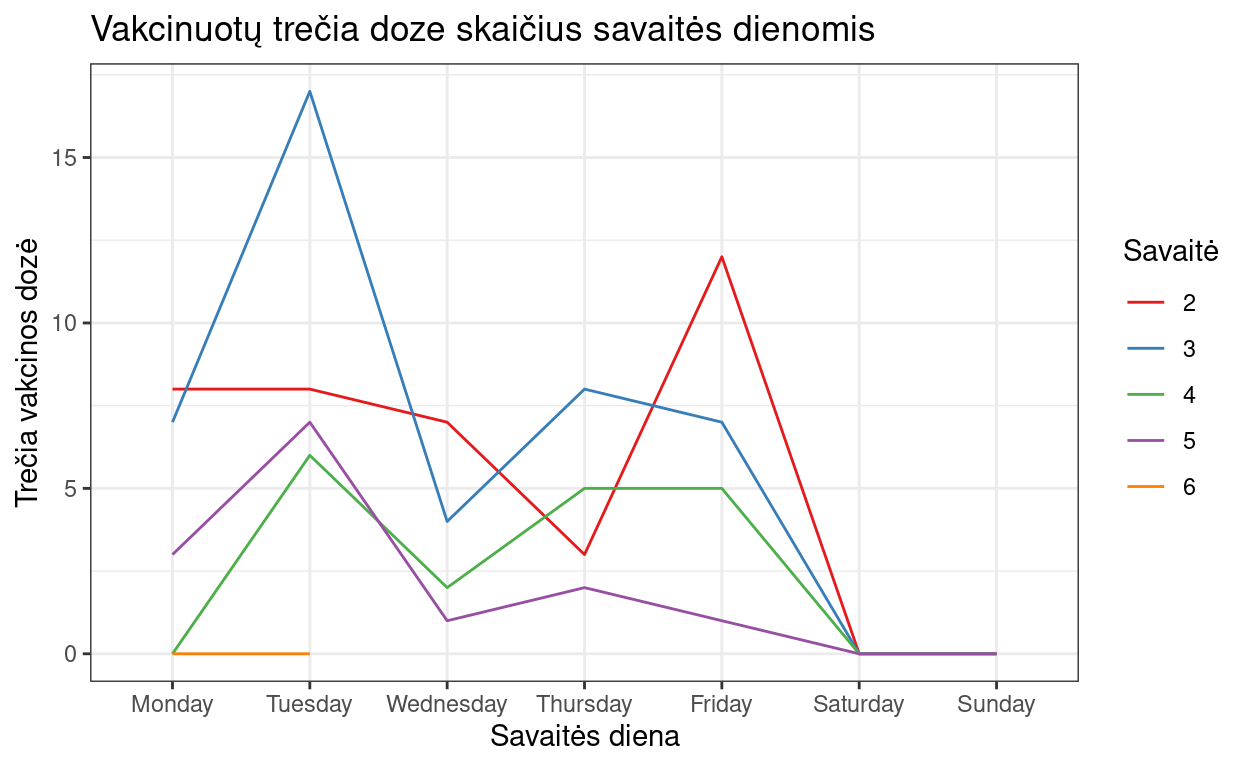 Vakcinuotų trečia doze skaičius savaitės dienomis
Trečia vakcinos dozė
15
10
5
0
Monday Tuesday Wednesday Thursday Friday Saturday Sunday
Savaitės diena
Savaitė
2
3
4
5
6